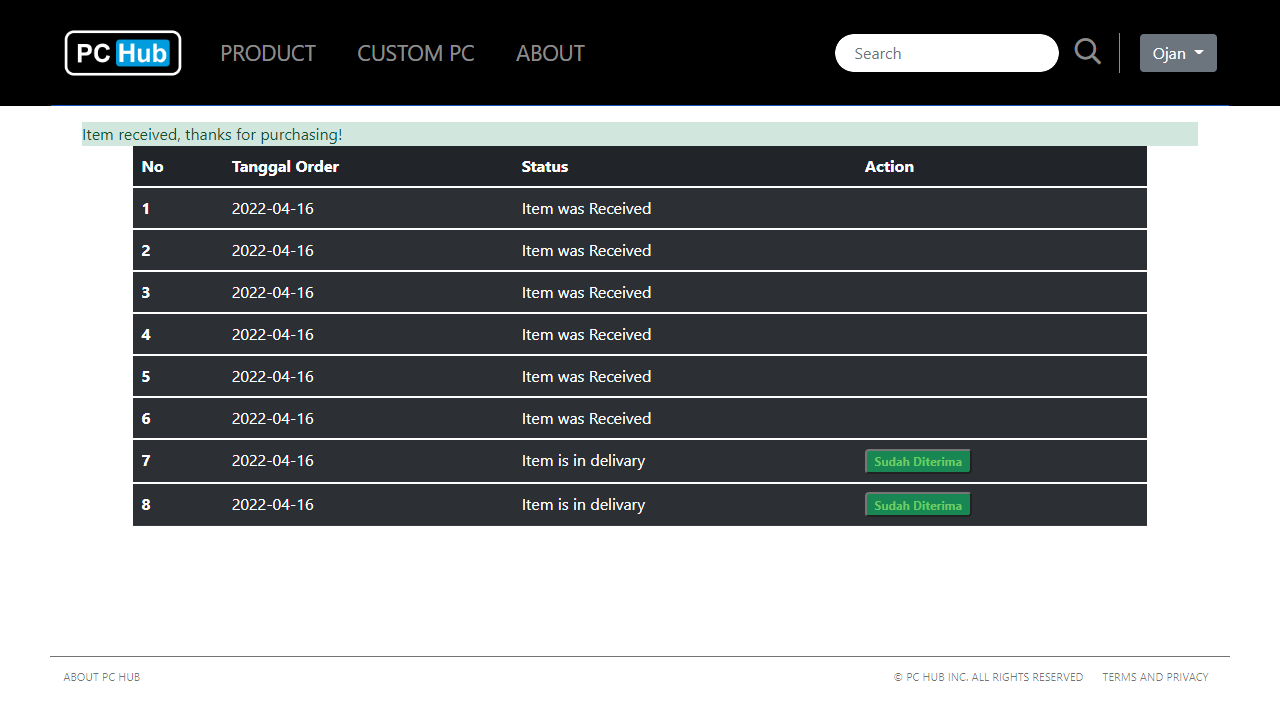 PC Hub PRODUCT CUSTOM PC ABOUT Search Ojan
Item received, thanks for purchasing!
No Tanggal Order Status Action
1 2022-04-16 Item was Received
2 2022-04-16 Item was Received
3 2022-04-16 Item was Received
4 2022-04-16 Item was Received
5 2022-04-16 Item was Received
6 2022-04-16 Item was Received
7 2022-04-16 Item is in delivary Sudah Diterima
8 2022-04-16 Item is in delivary Sudah Diterima
ABOUT PC HUB © PC HUB INC. ALL RIGHTS RESERVED TERMS AND PRIVACY